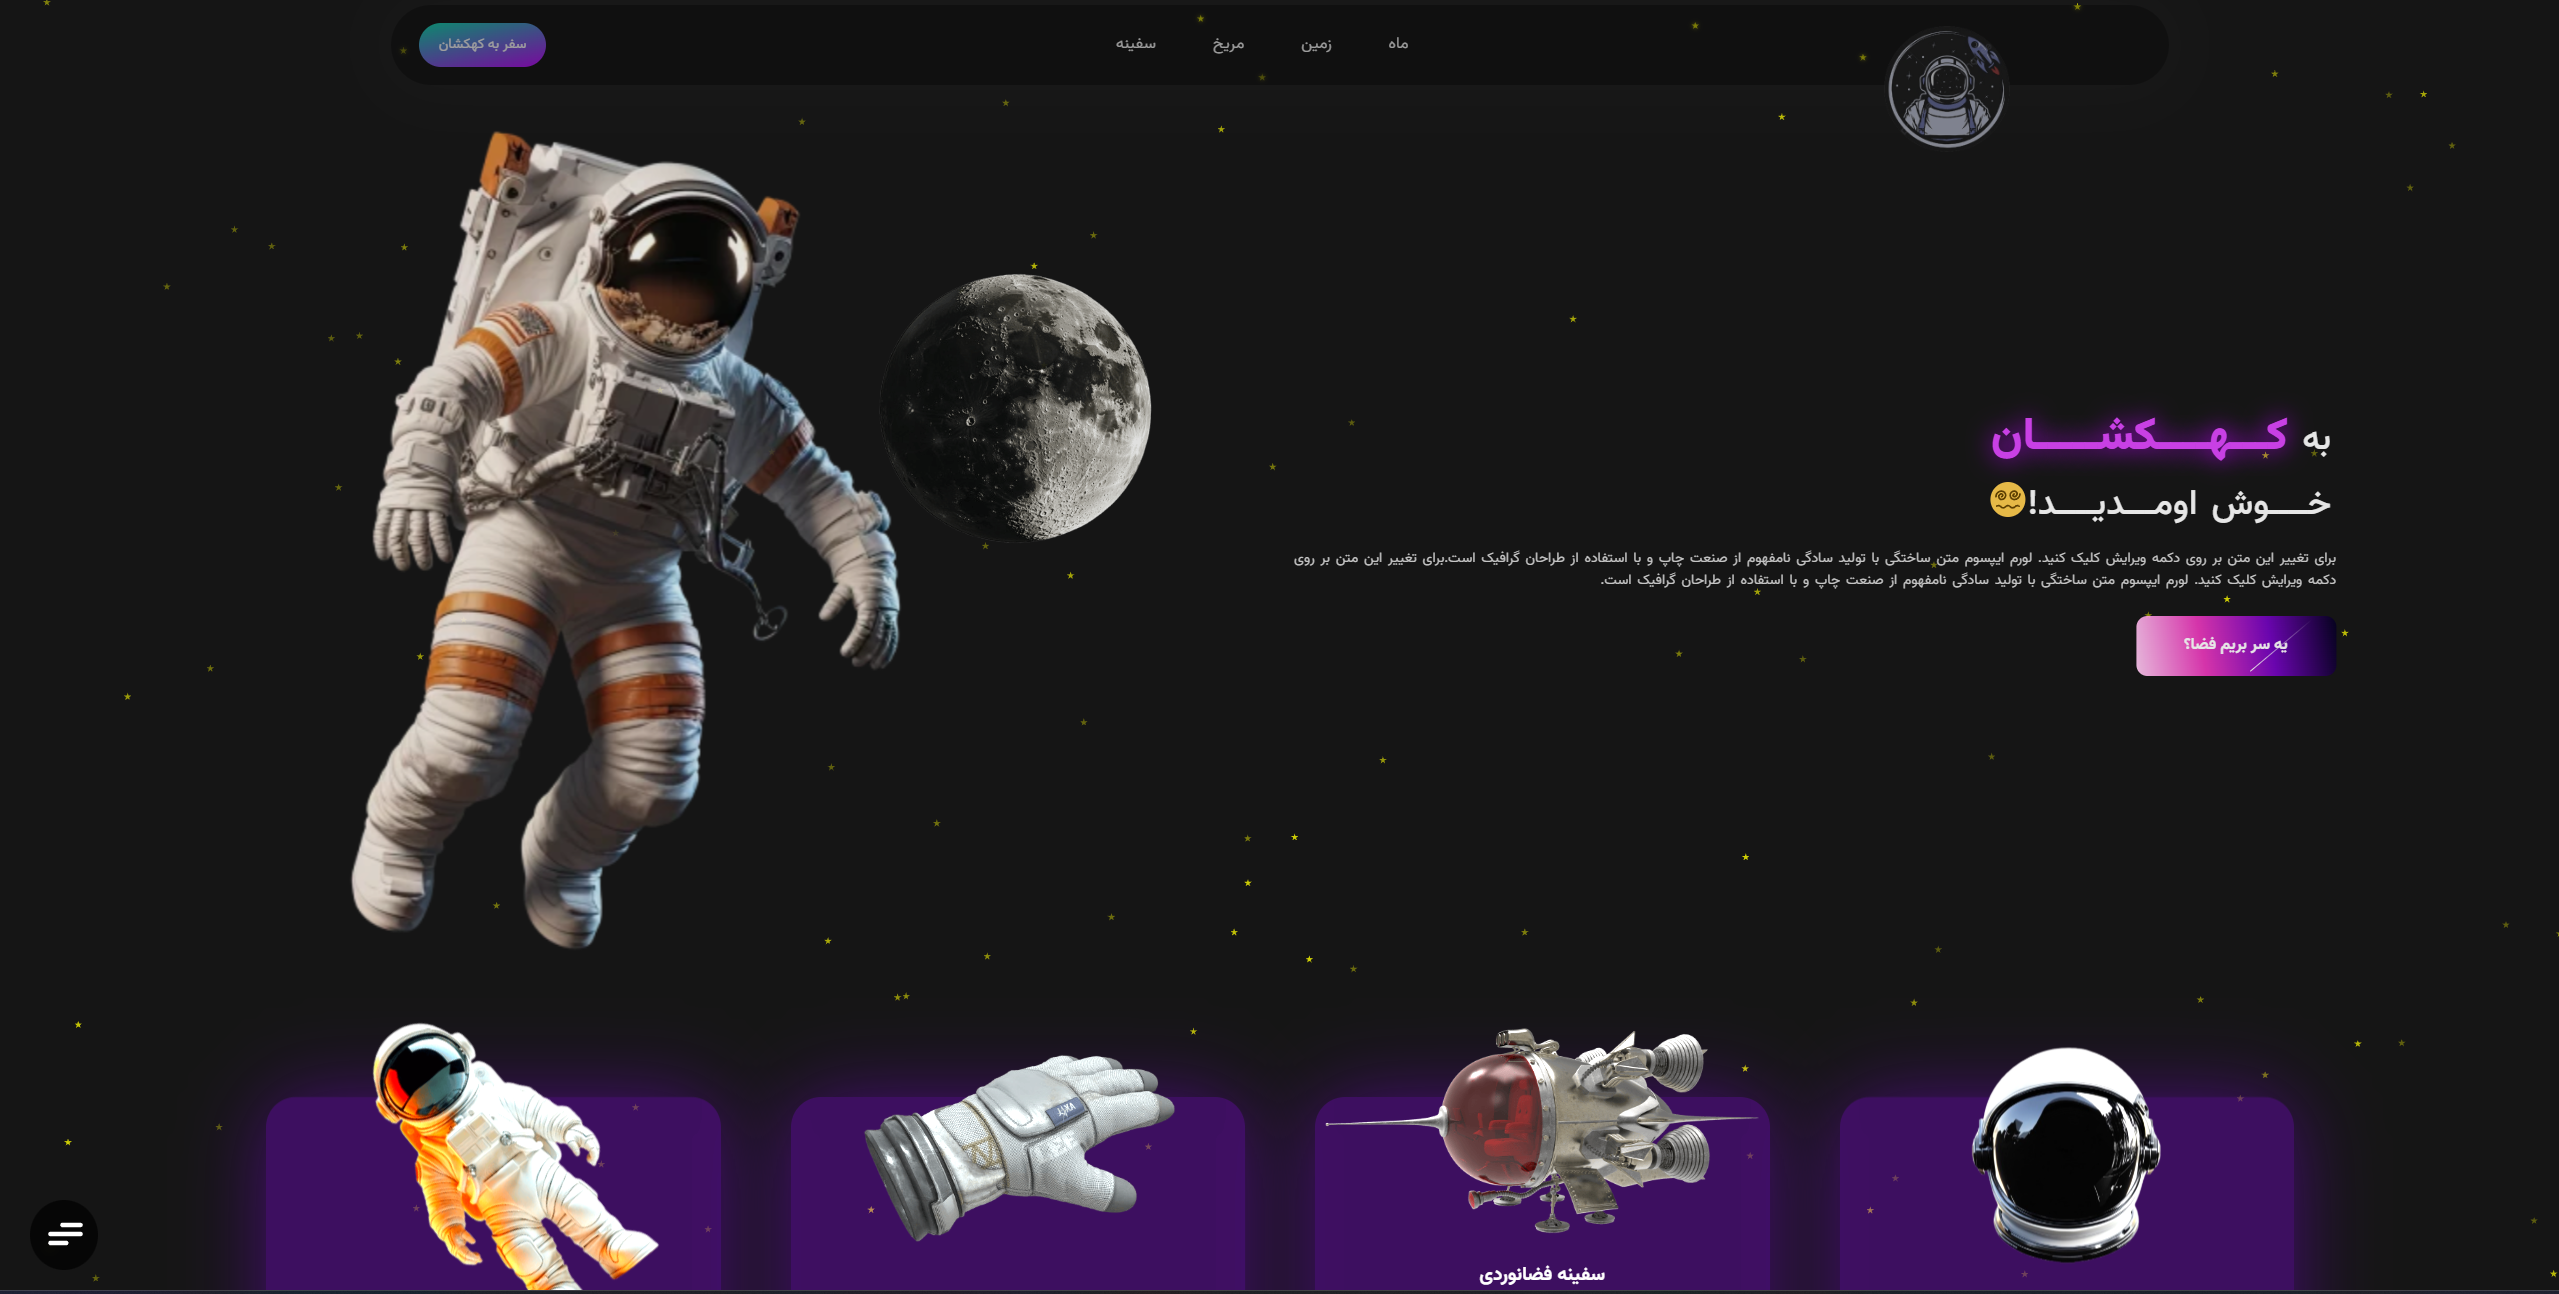 ماه زمین مریخ سفینه
سفر به کهکشان
به کـــهـــــکشــــــان
خــــوش اومـــدیـــــد!😵‍💫
برای تغییر این متن بر روی دکمه ویرایش کلیک کنید. لورم ایپسوم متن ساختگی با تولید سادگی نامفهوم از صنعت چاپ و با استفاده از طراحان گرافیک است.برای تغییر این متن بر روی
دکمه ویرایش کلیک کنید. لورم ایپسوم متن ساختگی با تولید سادگی نامفهوم از صنعت چاپ و با استفاده از طراحان گرافیک است.
یه سر بریم فضا؟
سفینه فضانوردی